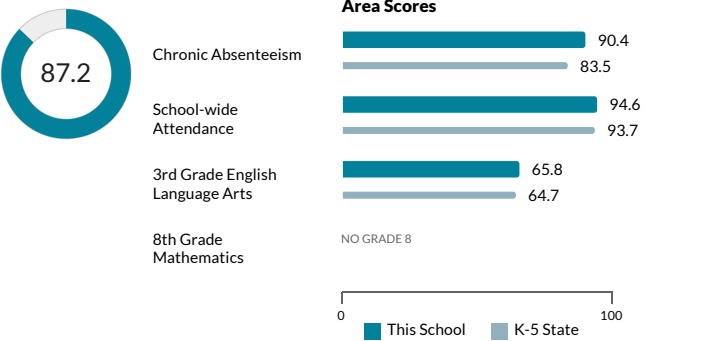 Area Scores
87.2
Chronic Absenteeism
90.4
83.5
School-wide
Attendance
94.6
93.7
3rd Grade English
Language Arts
65.8
64.7
8th Grade
Mathematics
NO GRADE 8
0
100
This School
K-5 State